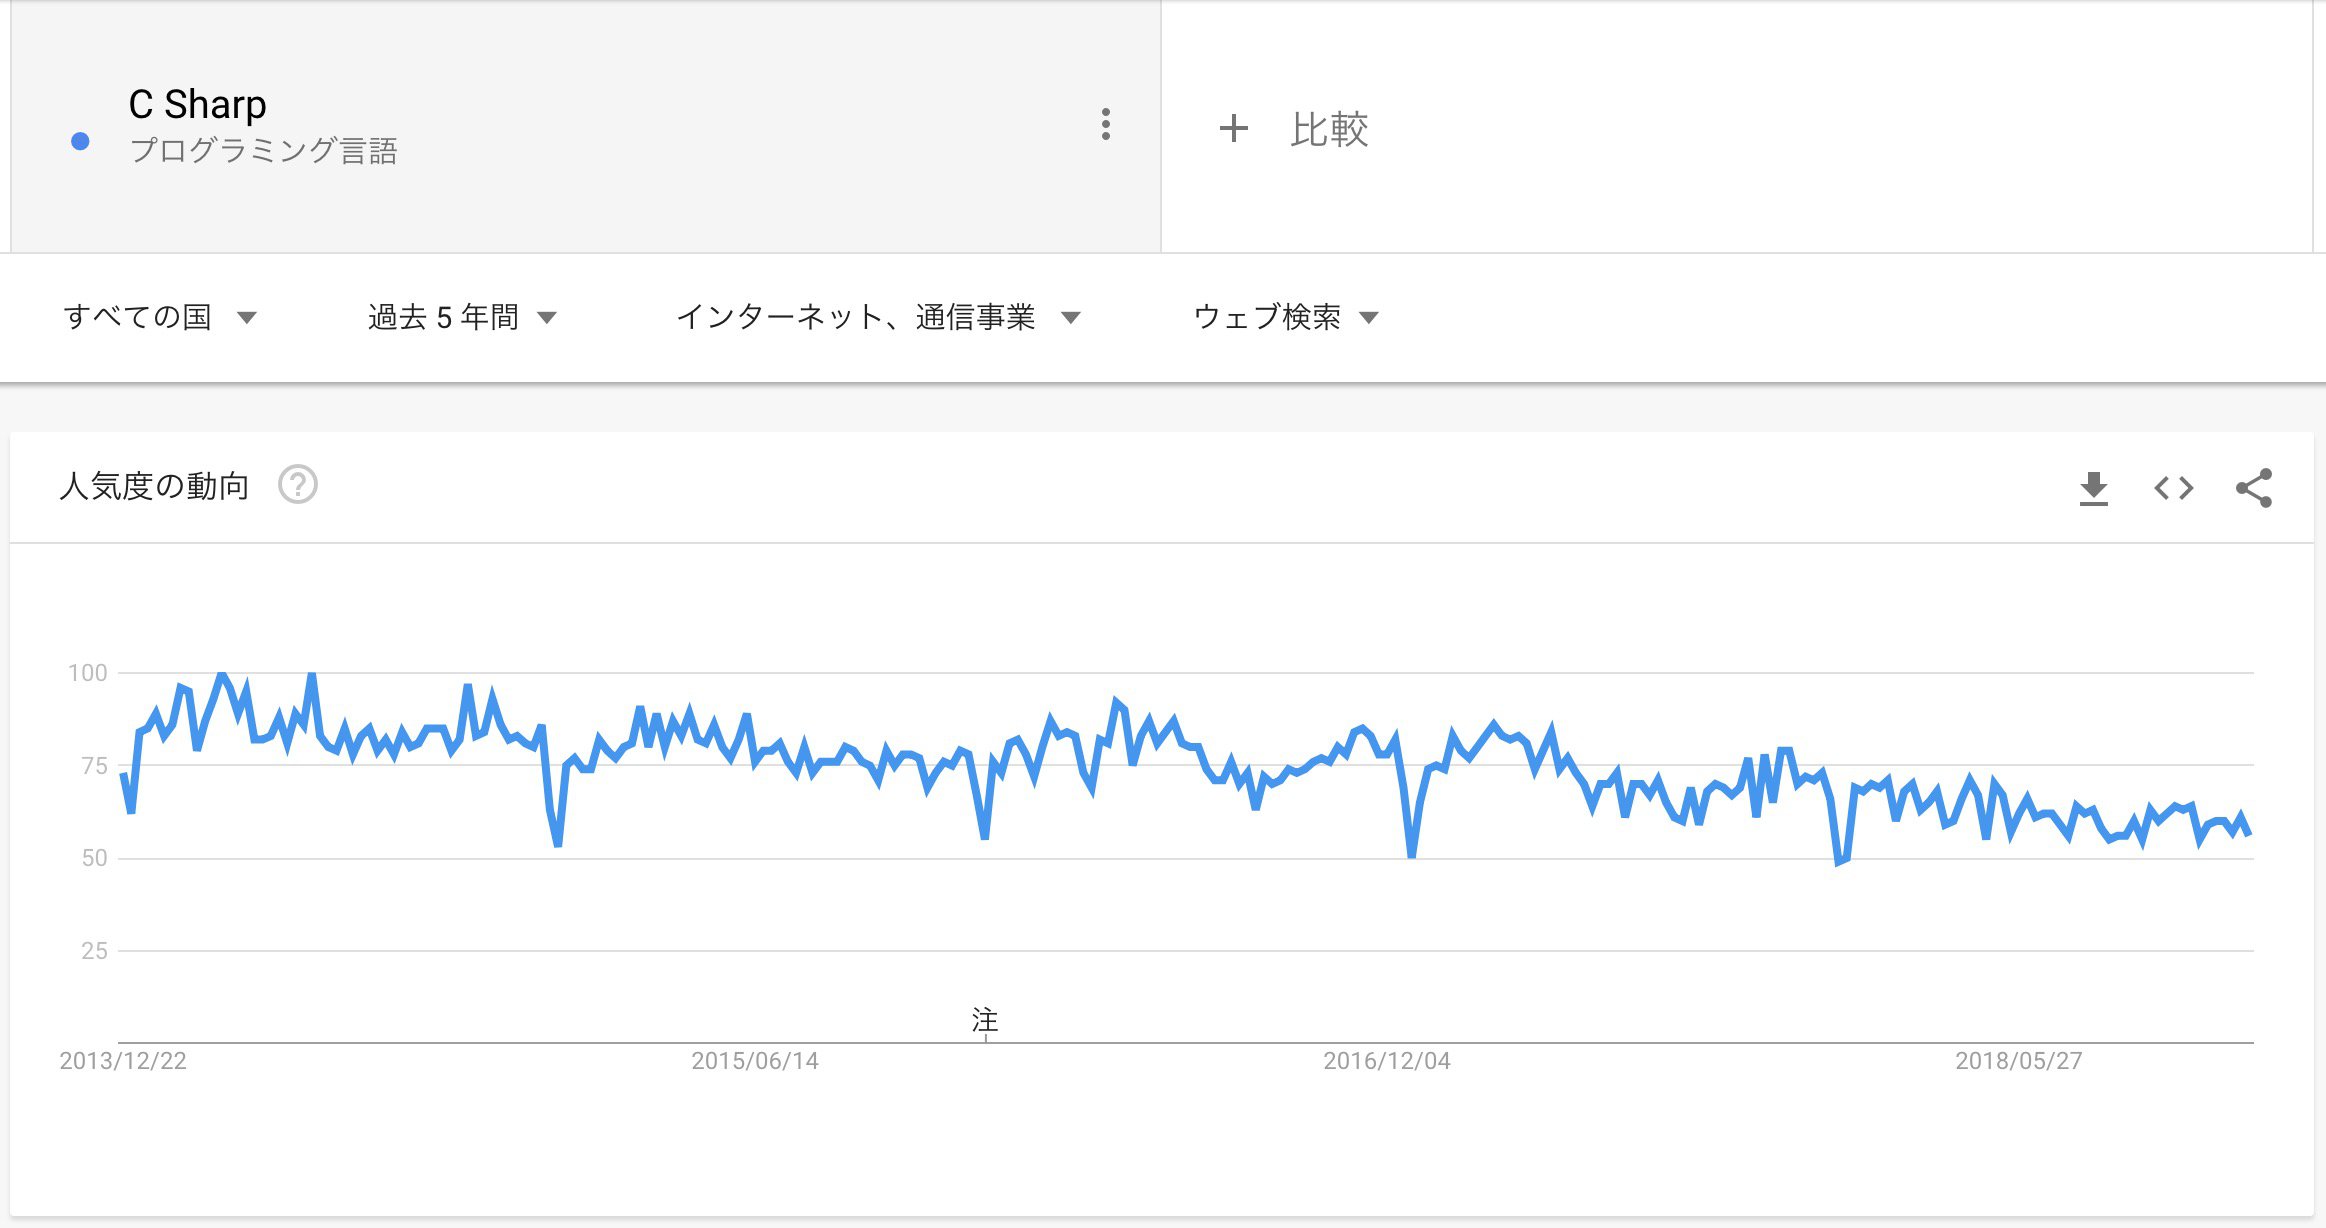 C Sharp
プログラミング言語
+ 比較
すべての国
過去 5 年間
インターネット、通信事業
ウェブ検索
人気度の動向 ?
100
75
50
25
注
2013/12/22
2015/06/14
2016/12/04
2018/05/27